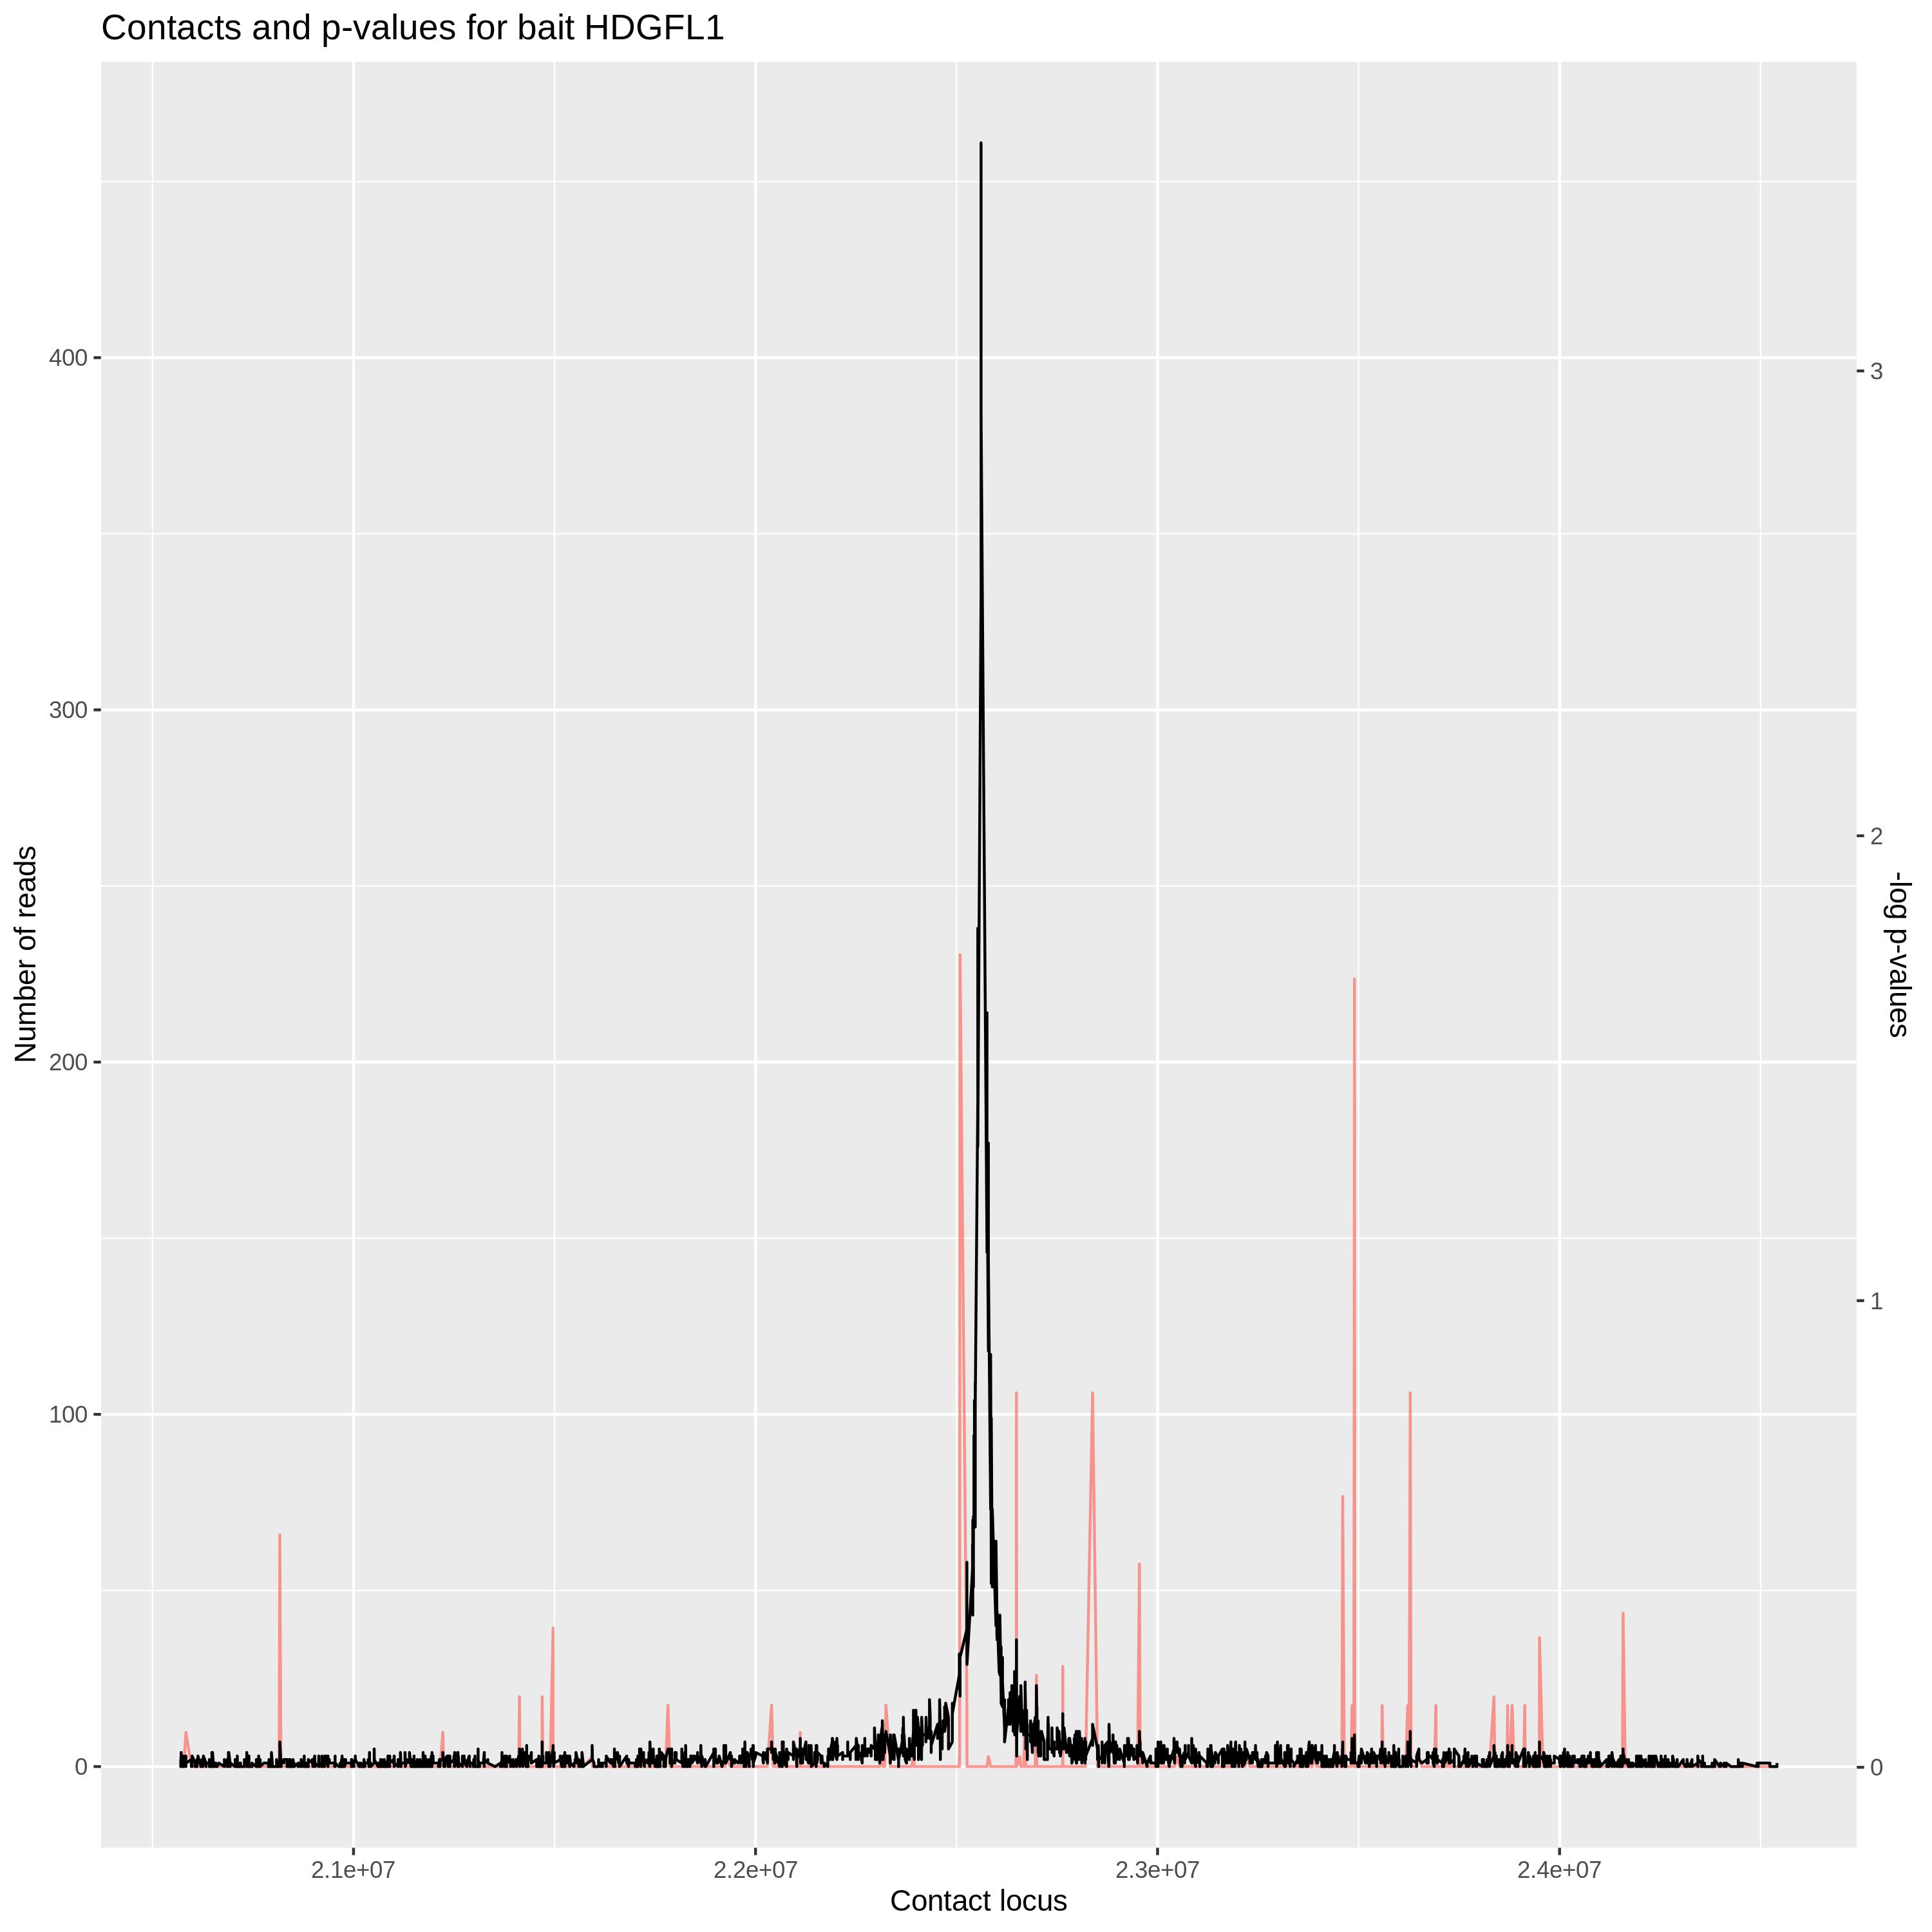 Contacts and p-values for bait HDGFL1
400
300
200
100
0
Number of reads
3
2
1
0
-log p-values
2.1e+07
2.2e+07
2.3e+07
2.4e+07
Contact locus